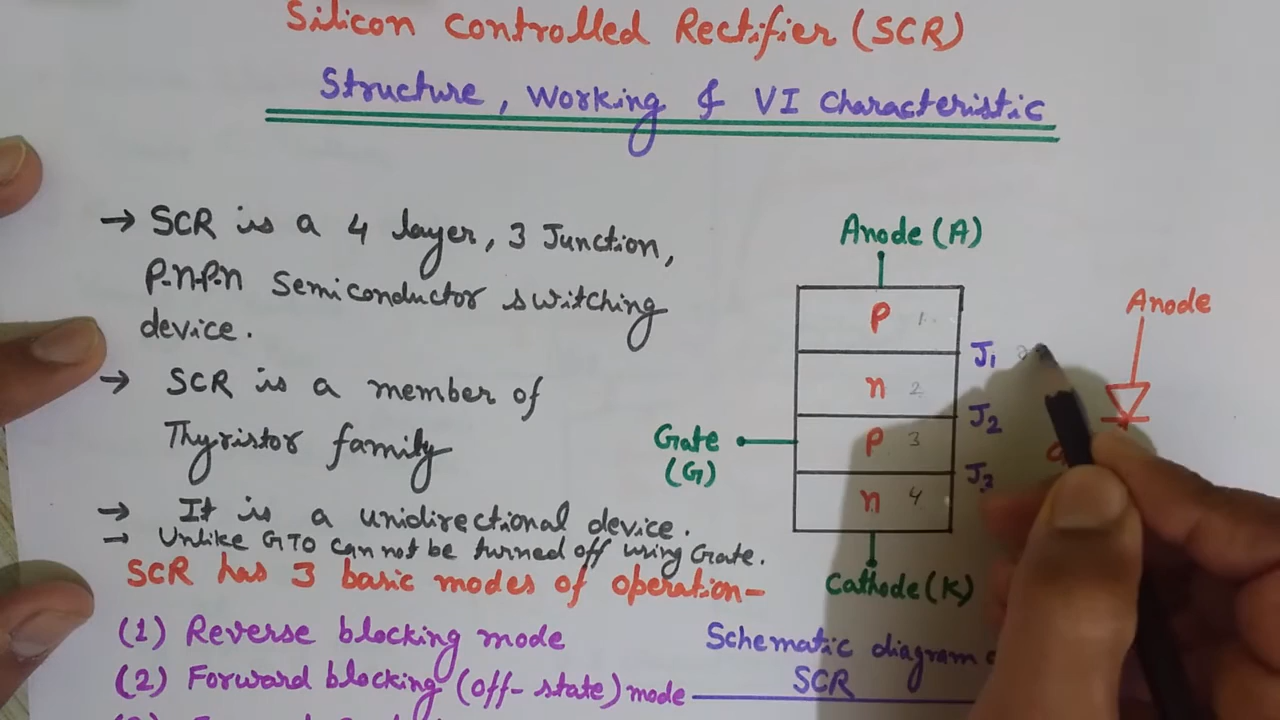 Silicon Controlled Rectifier (SCR)
Structure, Working & VI Characteristic
→ SCR is a 4 layer, 3 Junction,
P-n-P-n Semiconductor switching
device.
→ SCR is a member of
Thyristor family
→ It is a unidirectional device.
→ Unlike GTO can not be turned off using Gate.
SCR has 3 basic modes of operation-
(1) Reverse blocking mode
(2) Forward blocking (off-state) mode
Anode (A)
P 1
J1
n 2
J2
Gate
(G)
P 3
J3
n 4
Cathode (K)
Schematic diagram
SCR
Anode